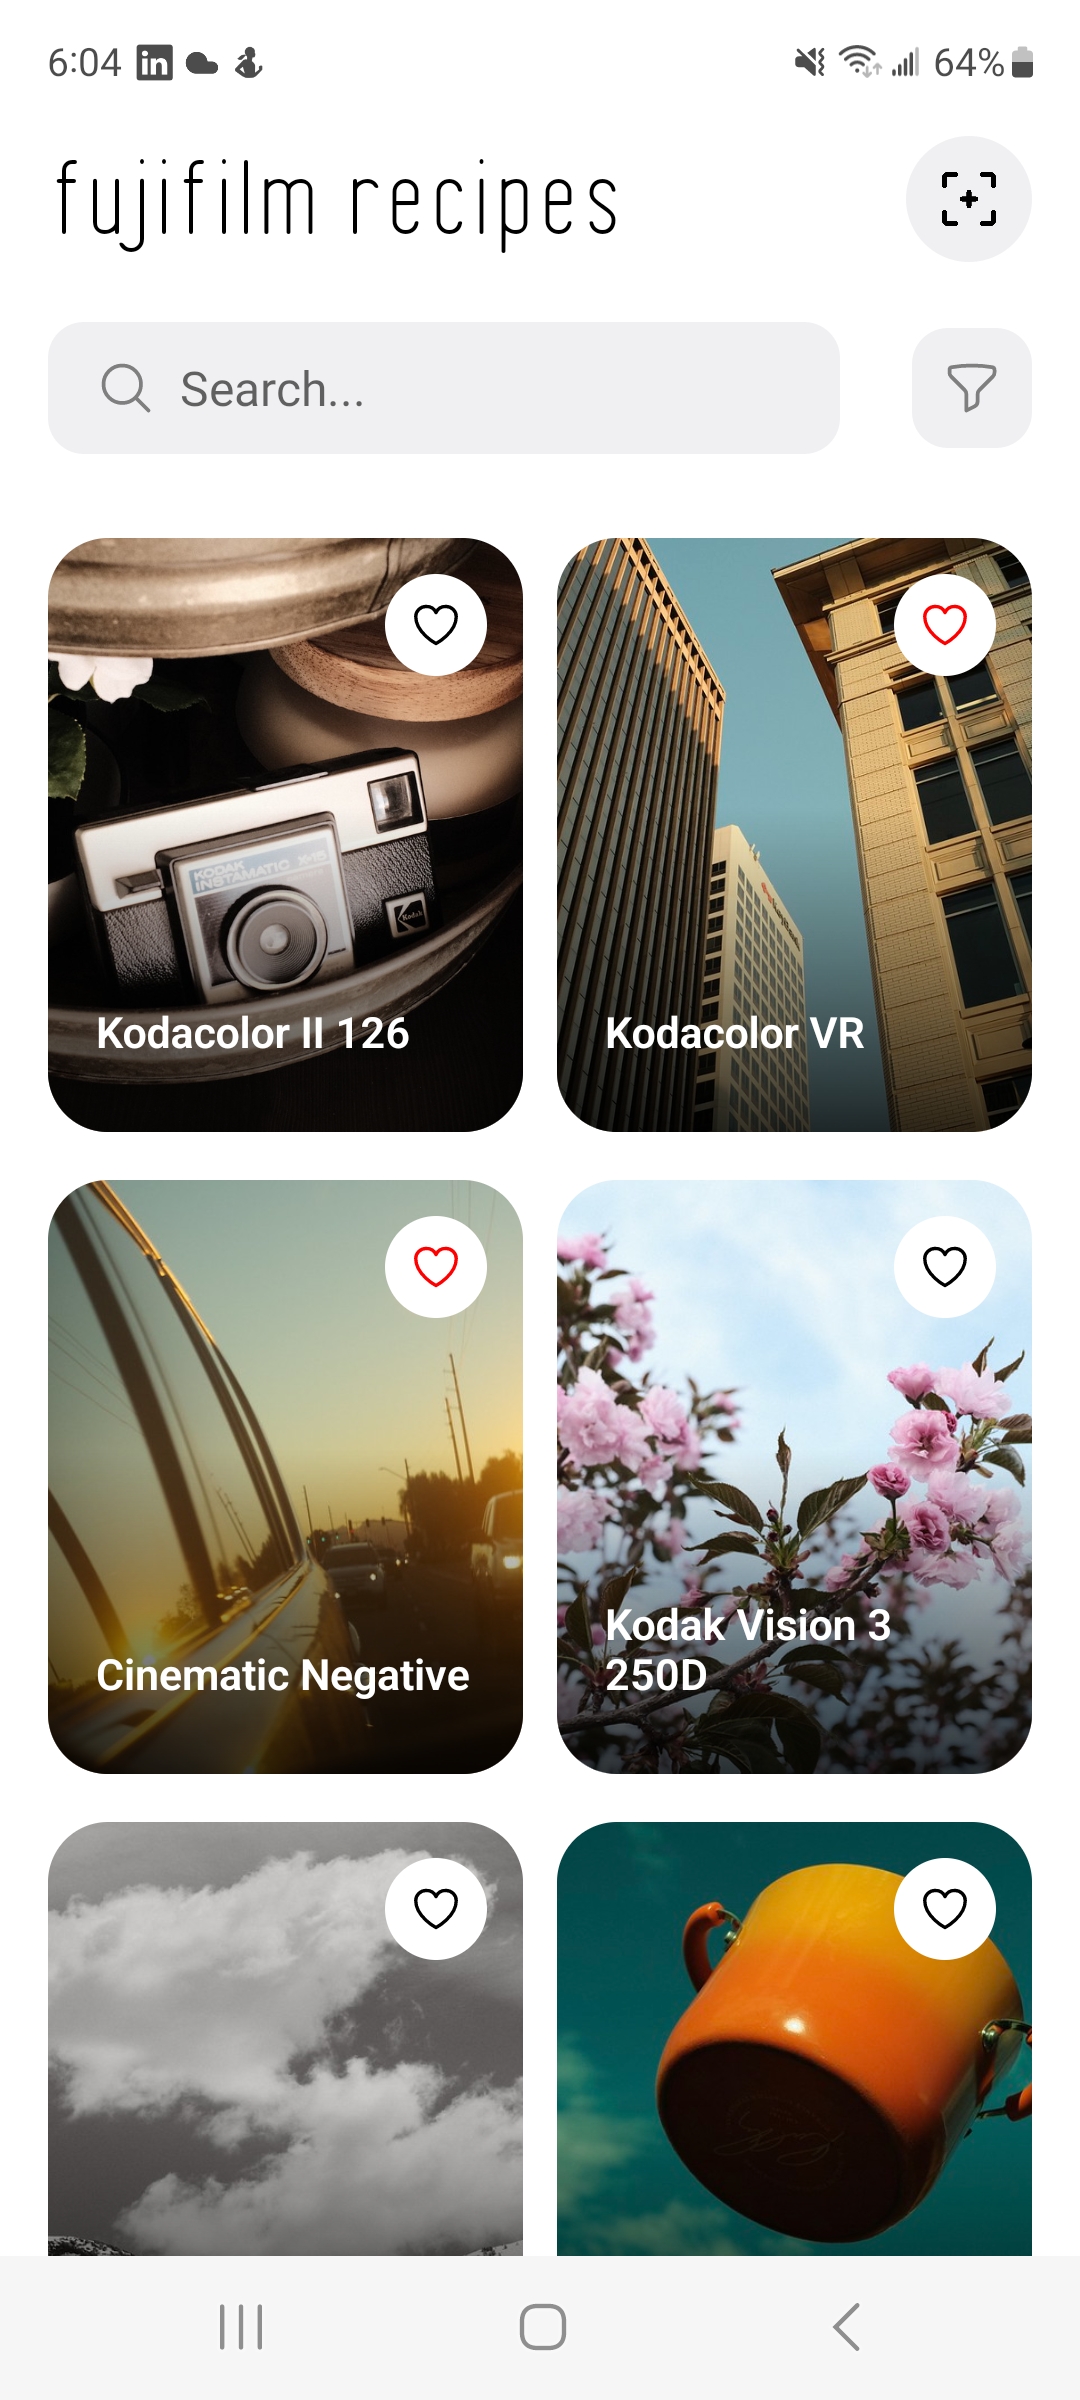 6:04
64%
fujifilm recipes
Search...
KODAK
INSTAMATIC X-15
Kodak
Kodacolor II 126
Kodacolor VR
Cinematic Negative
Kodak Vision 3
250D